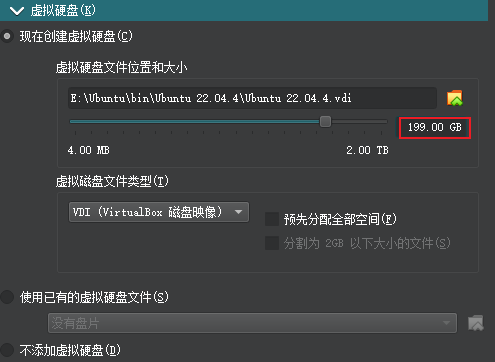 虚拟硬盘(K)
现在创建虚拟硬盘(C)
虚拟硬盘文件位置和大小
E:\Ubuntu\bin\Ubuntu 22.04.4\Ubuntu 22.04.4.vdi
199.00 GB
4.00 MB 2.00 TB
虚拟磁盘文件类型(T)
VDI (VirtualBox 磁盘映像) 预先分配全部空间(F)
分割为 2GB 以下大小的文件(S)
使用已有的虚拟硬盘文件(S)
没有盘片
不添加虚拟硬盘(D)